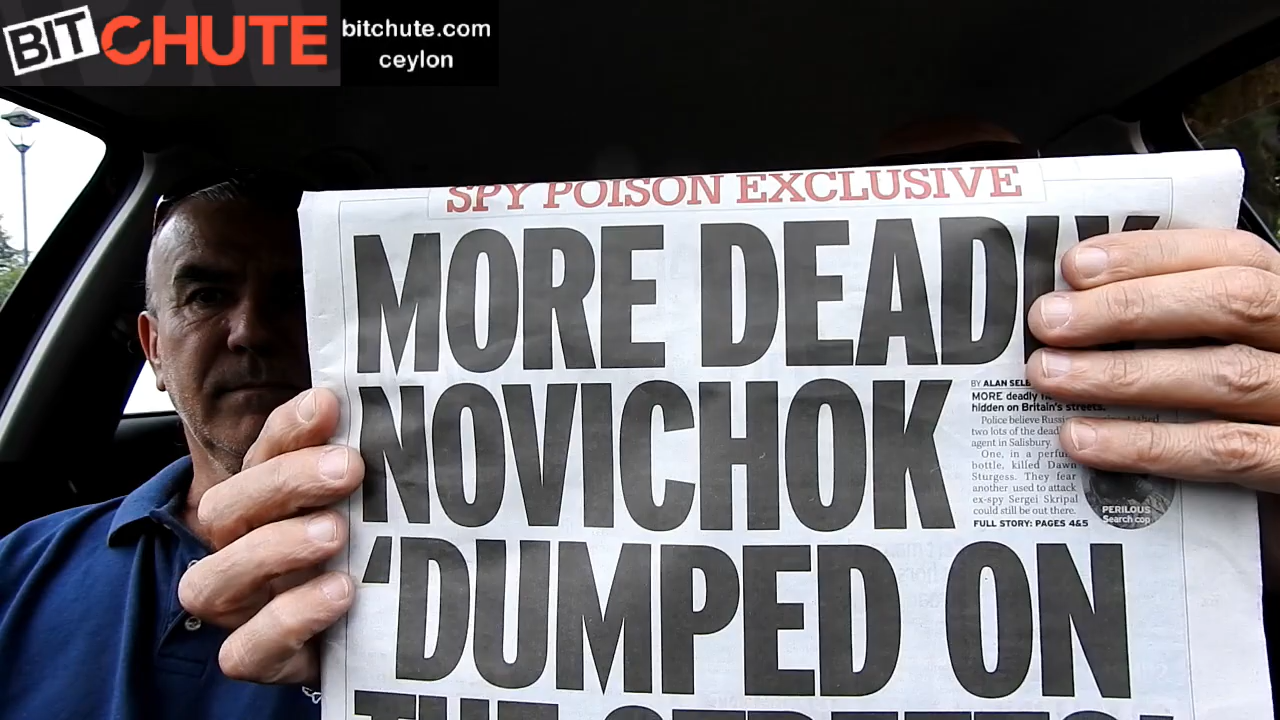 BITCHUTE
bitchute.com
ceylon
SPY POISON EXCLUSIVE
MORE DEADLY
NOVICHOK
BY ALAN
MORE deadly
hidden on Britain's streets.
Police believe
two lots of the
agent in Salisbury.
One, in a
bottle, killed Dawn
Sturgess. They fear
another used to attack
ex-spy Sergei Skripal
could still be out there.
FULL STORY: PAGES 4&5
PERILOUS
Search cop
'DUMPED ON
THE STREETS'